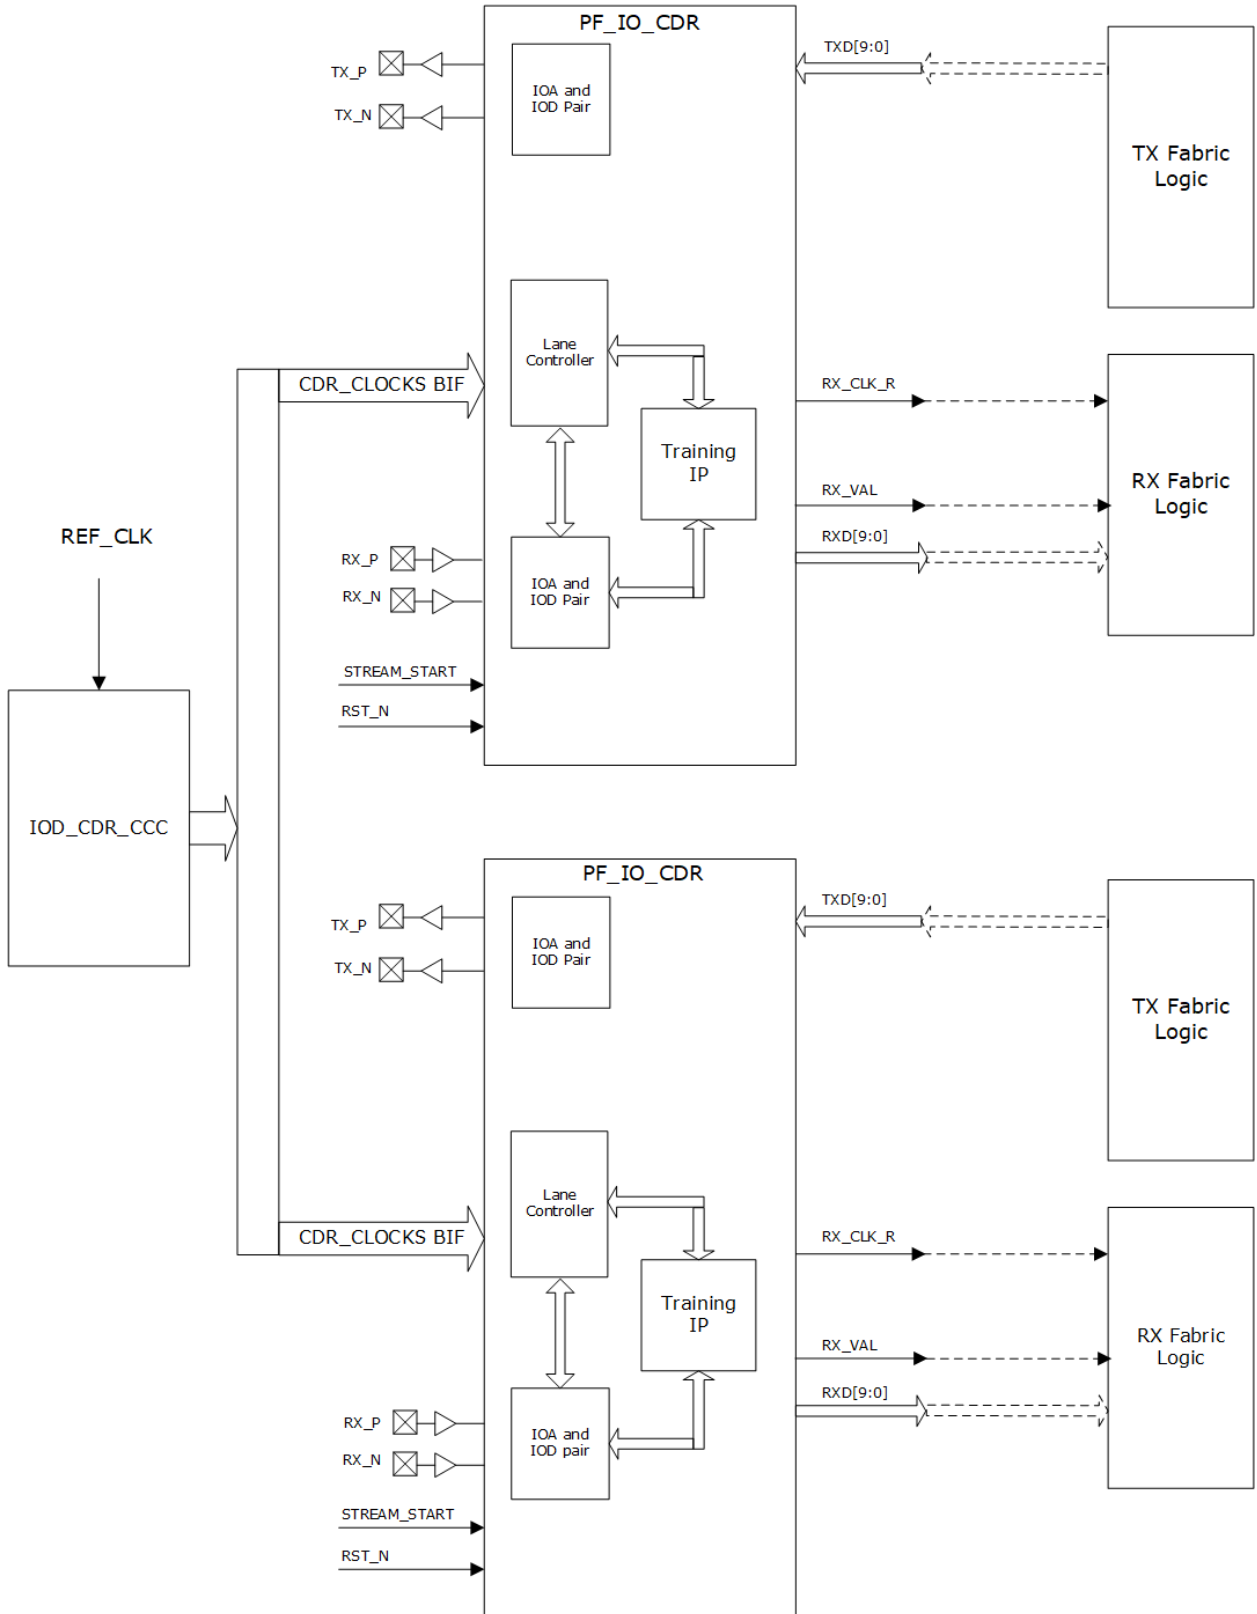 PF_IO_CDR
TX_P
TX_N
IOA and
IOD Pair
TXD[9:0]
TX Fabric
Logic
CDR_CLOCKS BIF
Lane
Controller
Training
IP
RX_CLK_R
RX_VAL
RXD[9:0]
RX Fabric
Logic
REF_CLK
RX_P
RX_N
IOA and
IOD Pair
STREAM_START
RST_N
IOD_CDR_CCC
PF_IO_CDR
TX_P
TX_N
IOA and
IOD Pair
TXD[9:0]
TX Fabric
Logic
CDR_CLOCKS BIF
Lane
Controller
Training
IP
RX_CLK_R
RX_VAL
RXD[9:0]
RX Fabric
Logic
RX_P
RX_N
IOA and
IOD pair
STREAM_START
RST_N